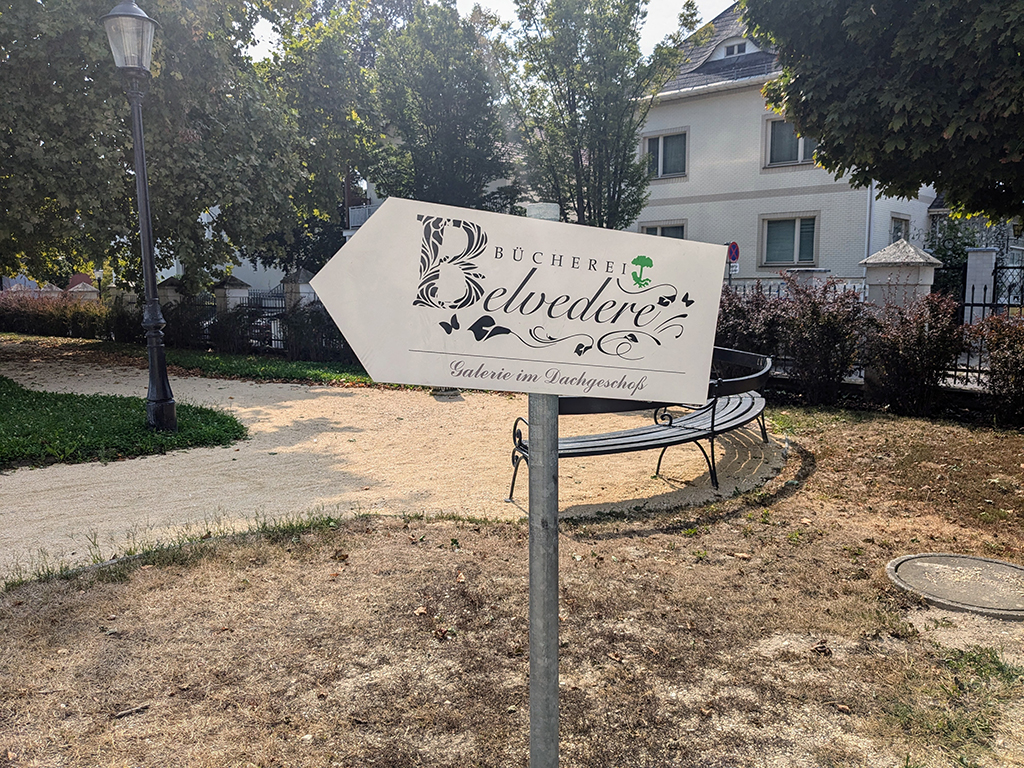 BÜCHEREI
Belvedere
Galerie im Dachgeschoß